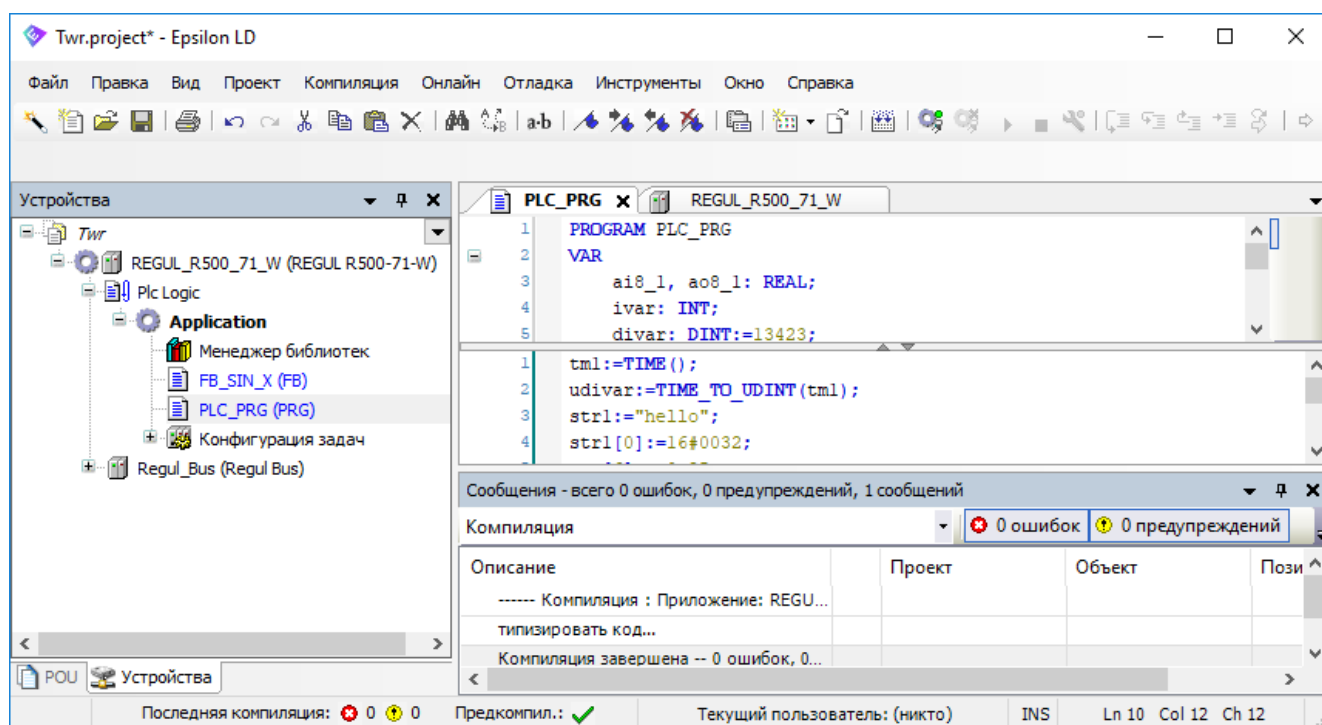 Twr.project* - Epsilon LD
Файл Правка Вид Проект Компиляция Онлайн Отладка Инструменты Окно Справка
a·b
Устройства
Twr
REGUL_R500_71_W (REGUL R500-71-W)
Plc Logic
Application
Менеджер библиотек
FB_SIN_X (FB)
PLC_PRG (PRG)
Конфигурация задач
Regul_Bus (Regul Bus)
POU Устройства
PLC_PRG REGUL_R500_71_W
1 PROGRAM PLC_PRG
2 VAR
3 ai8_1, ao8_1: REAL;
4 ivar: INT;
5 divar: DINT:=13423;
1 tm1:=TIME();
2 udivar:=TIME_TO_UDINT(tm1);
3 str1:="hello";
4 str1[0]:=16#0032;
Сообщения - всего 0 ошибок, 0 предупреждений, 1 сообщений
Компиляция 0 ошибок 0 предупреждений
Описание Проект Объект Пози
------ Компиляция : Приложение: REGU...
типизировать код...
Компиляция завершена -- 0 ошибок, 0...
Последняя компиляция: 0 0 Предкомпил.: Текущий пользователь: (никто) INS Ln 10 Col 12 Ch 12